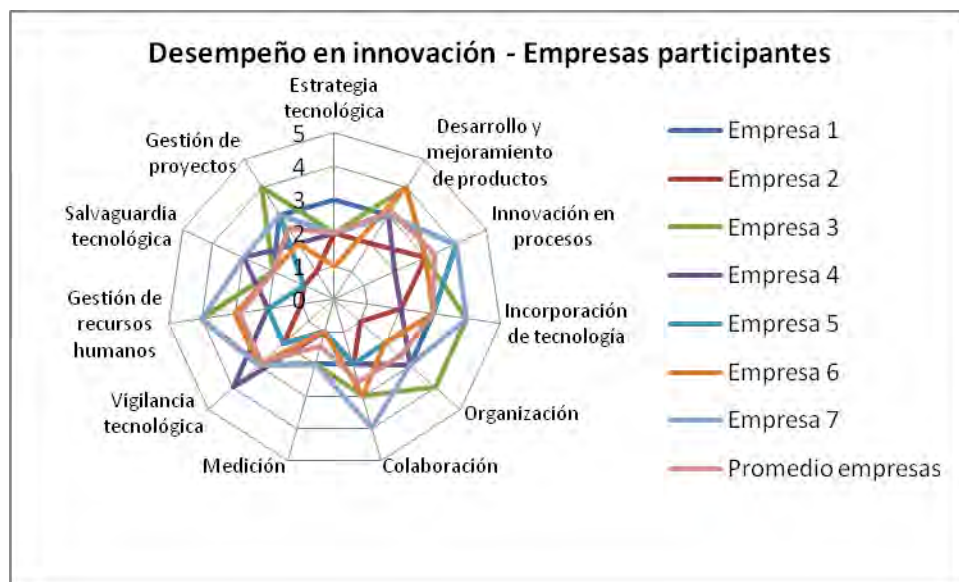 Desempeño en innovación - Empresas participantes
Estrategia
tecnológica
Desarrollo y
mejoramiento
de productos
Innovación en
procesos
Incorporación
de tecnología
Organización
Colaboración
Medición
Vigilancia
tecnológica
Gestión de
recursos
humanos
Salvaguardia
tecnológica
Gestión de
proyectos
5
4
3
2
1
0
Empresa 1
Empresa 2
Empresa 3
Empresa 4
Empresa 5
Empresa 6
Empresa 7
Promedio empresas